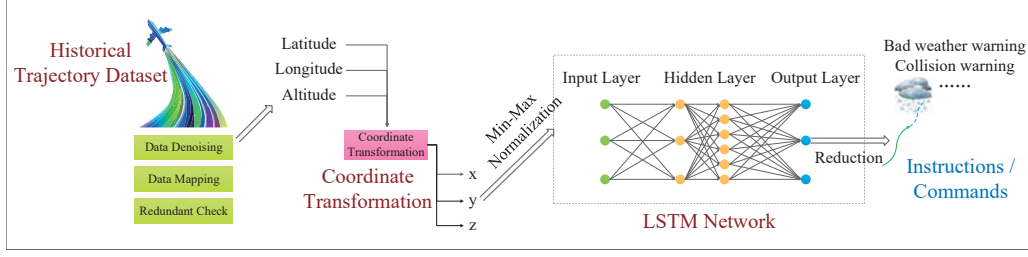 Historical
Trajectory Dataset
Data Denoising
Data Mapping
Redundant Check
Latitude
Longitude
Altitude
Coordinate
Transformation
Coordinate
Transformation
x
y
z
Min-Max
Normalization
Input Layer
Hidden Layer
Output Layer
LSTM Network
Reduction
Bad weather warning
Collision warning
......
Instructions /
Commands